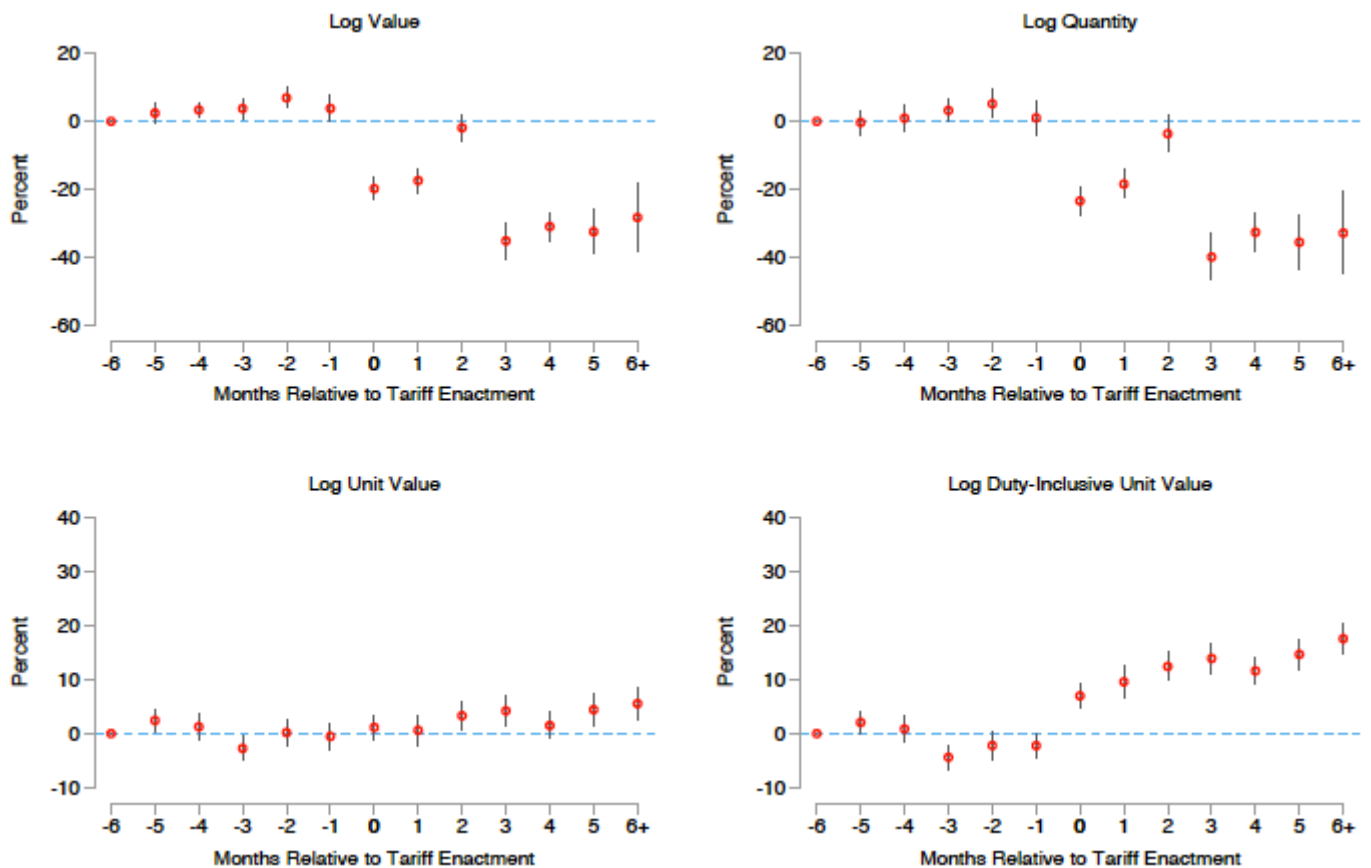 Log Value
Log Quantity
20
0
-20
-40
-60
Percent
-6 -5 -4 -3 -2 -1 0 1 2 3 4 5 6+
Months Relative to Tariff Enactment
20
0
-20
-40
-60
Percent
-6 -5 -4 -3 -2 -1 0 1 2 3 4 5 6+
Months Relative to Tariff Enactment
Log Unit Value
Log Duty-Inclusive Unit Value
40
30
20
10
0
-10
Percent
-6 -5 -4 -3 -2 -1 0 1 2 3 4 5 6+
Months Relative to Tariff Enactment
40
30
20
10
0
-10
Percent
-6 -5 -4 -3 -2 -1 0 1 2 3 4 5 6+
Months Relative to Tariff Enactment